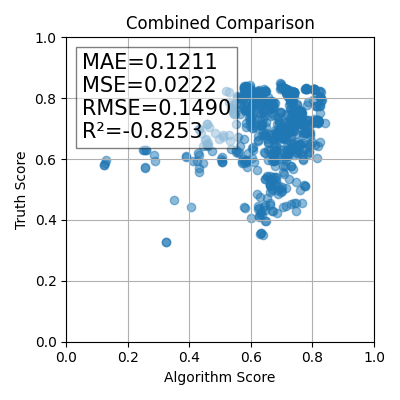 Combined Comparison
MAE=0.1211
MSE=0.0222
RMSE=0.1490
R²=-0.8253
Truth Score
1.0
0.8
0.6
0.4
0.2
0.0
0.0 0.2 0.4 0.6 0.8 1.0
Algorithm Score